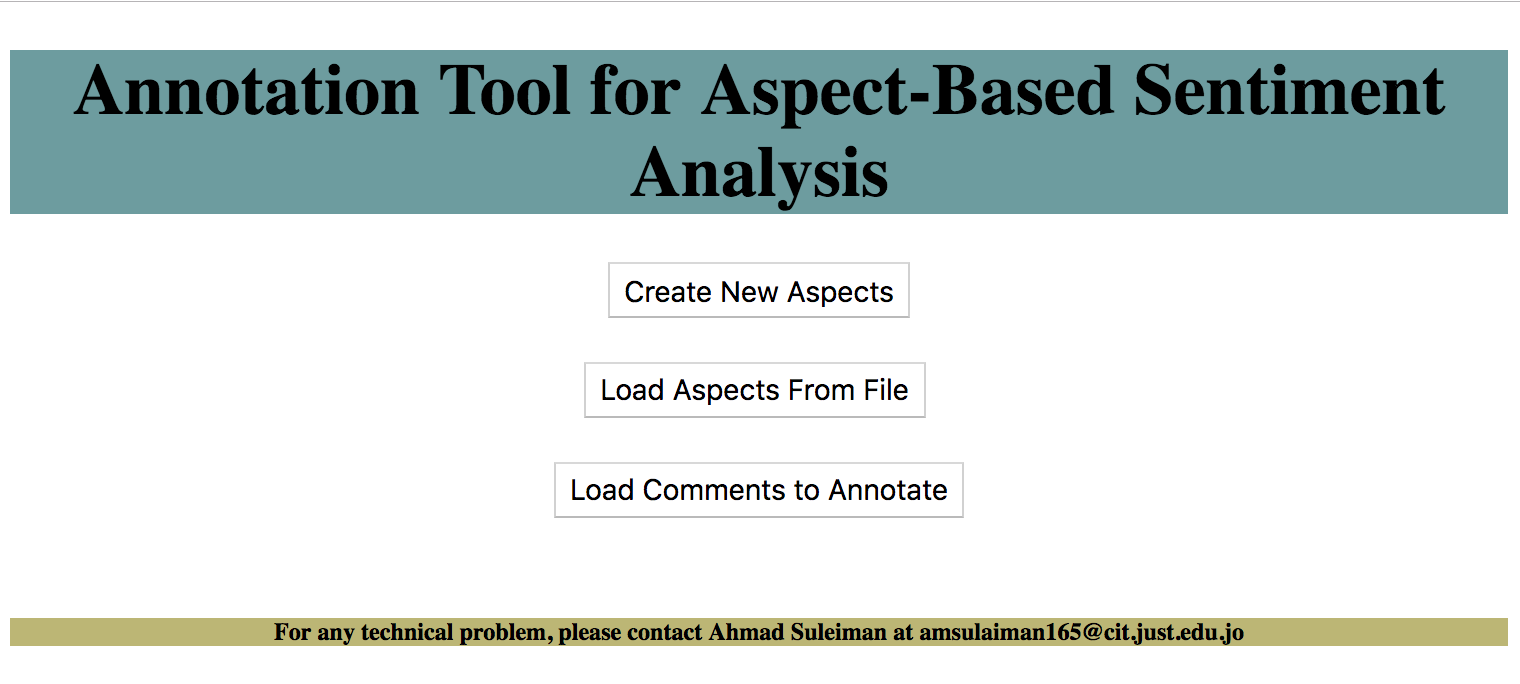 Annotation Tool for Aspect-Based Sentiment
Analysis
Create New Aspects
Load Aspects From File
Load Comments to Annotate
For any technical problem, please contact Ahmad Suleiman at amsulaiman165@cit.just.edu.jo